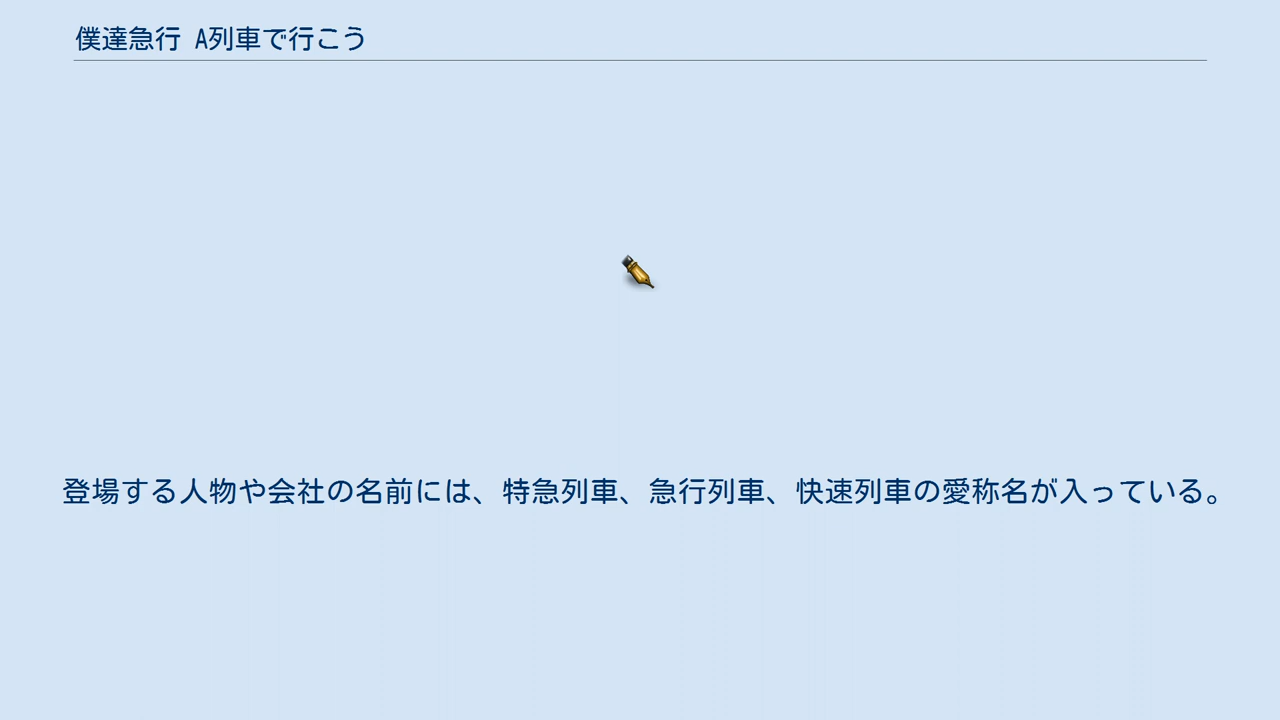 僕達急行 A列車で行こう
登場する人物や会社の名前には、特急列車、急行列車、快速列車の愛称名が入っている。